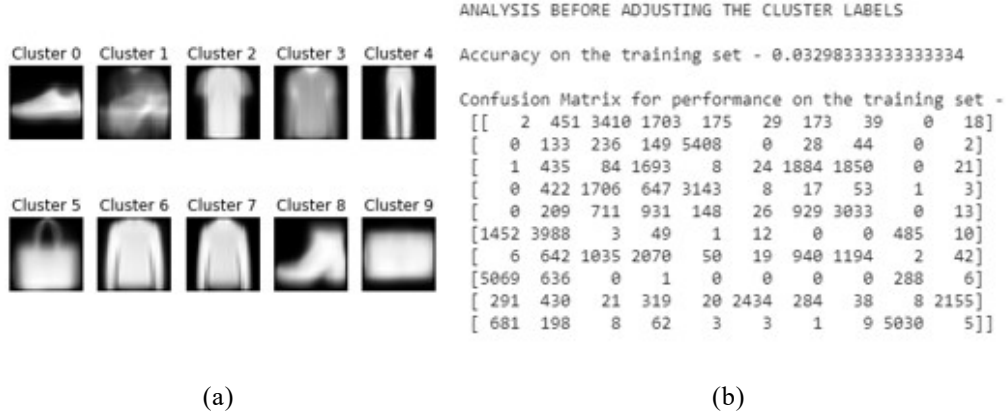 Cluster 0 Cluster 1 Cluster 2 Cluster 3 Cluster 4
Cluster 5 Cluster 6 Cluster 7 Cluster 8 Cluster 9
(a)
ANALYSIS BEFORE ADJUSTING THE CLUSTER LABELS
Accuracy on the training set - 0.03298333333333334
Confusion Matrix for performance on the training set -
[[ 2 451 3410 1703 175 29 173 39 0 18]
[ 0 133 236 149 5408 0 28 44 0 2]
[ 1 435 84 1693 8 24 1884 1850 0 21]
[ 0 422 1706 647 3143 8 17 53 1 3]
[ 0 209 711 931 148 26 929 3033 0 13]
[1452 3988 3 49 1 12 0 0 485 10]
[ 6 642 1035 2070 50 19 940 1194 2 42]
[5069 636 0 1 0 0 0 0 288 6]
[ 291 430 21 319 20 2434 284 38 8 2155]
[ 681 198 8 62 3 3 1 9 5030 5]]
(b)